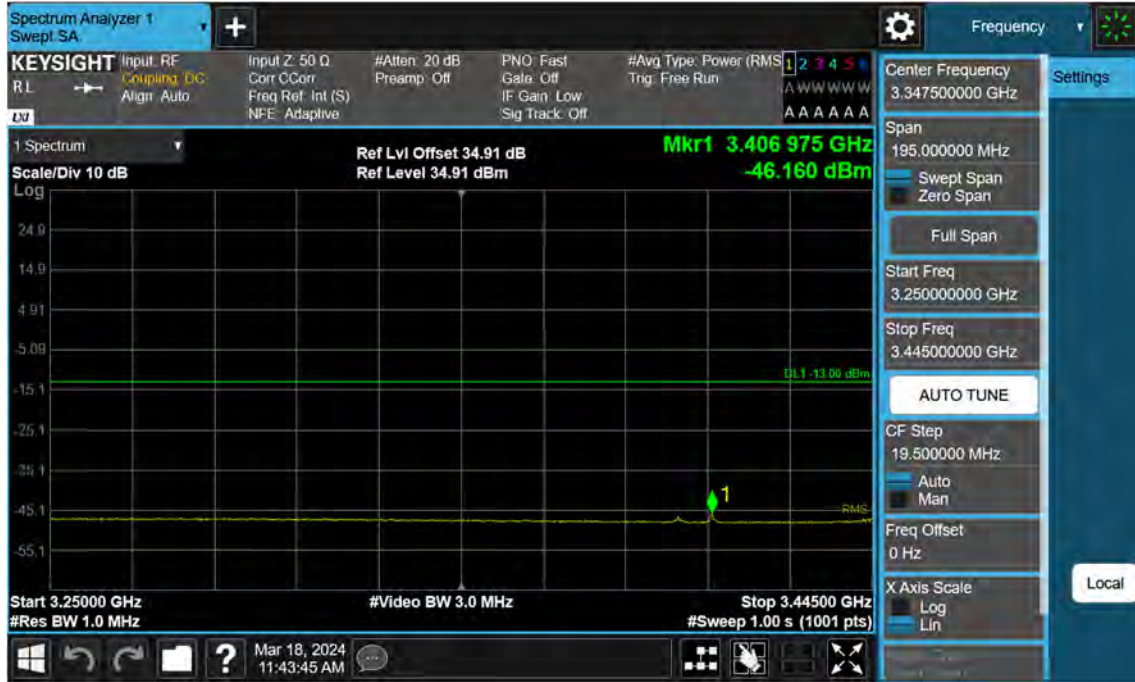 Spectrum Analyzer 1
Swept SA
+
Frequency
KEYSIGHT
RL
LXI
Input: RF
Coupling: DC
Align: Auto
Input Z: 50 Ω
Corr CCorr
Freq Ref: Int (S)
NFE: Adaptive
#Atten: 20 dB
Preamp: Off
PNO: Fast
Gate: Off
IF Gain: Low
Sig Track: Off
#Avg Type: Power (RMS
Trig: Free Run
1 2 3 4 5 6
A W W W W W
A A A A A A
1 Spectrum
Scale/Div 10 dB
Log
Ref Lvl Offset 34.91 dB
Ref Level 34.91 dBm
Mkr1 3.406 975 GHz
-46.160 dBm
24.9
14.9
4.91
-5.09
DL1 -13.00 dBm
-15.1
-25.1
-35.1
1
-45.1
RMS
-55.1
Start 3.25000 GHz
#Video BW 3.0 MHz
Stop 3.44500 GHz
#Res BW 1.0 MHz
#Sweep 1.00 s (1001 pts)
Center Frequency
3.347500000 GHz
Settings
Span
195.000000 MHz
Swept Span
Zero Span
Full Span
Start Freq
3.250000000 GHz
Stop Freq
3.445000000 GHz
AUTO TUNE
CF Step
19.500000 MHz
Auto
Man
Freq Offset
0 Hz
X Axis Scale
Log
Lin
Local
?
Mar 18, 2024
11:43:45 AM